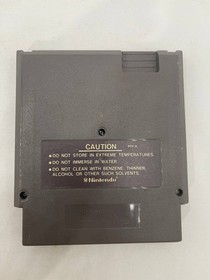 CAUTION
●DO NOT STORE IN EXTREME TEMPERATURES.
●DO NOT IMMERSE IN WATER.
●DO NOT CLEAN WITH BENZENE, THINNER,
ALCOHOL OR OTHER SUCH SOLVENTS.
Nintendo